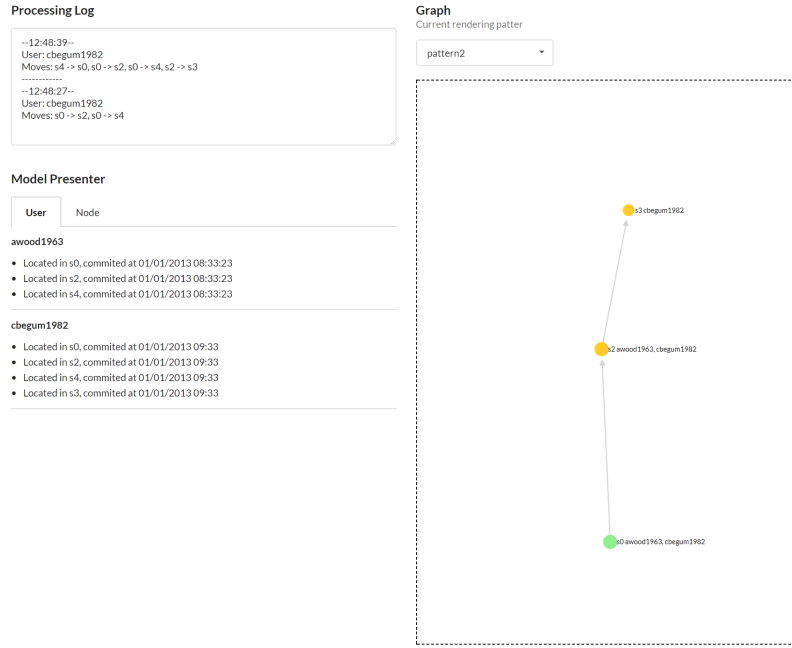 Processing Log
--12:48:39--
User: cbegum1982
Moves: s4 -> s0, s0 -> s2, s0 -> s4, s2 -> s3
------------
--12:48:27--
User: cbegum1982
Moves: s0 -> s2, s0 -> s4
Model Presenter
User
Node
awood1963
• Located in s0, commited at 01/01/2013 08:33:23
• Located in s2, commited at 01/01/2013 08:33:23
• Located in s4, commited at 01/01/2013 08:33:23
cbegum1982
• Located in s0, commited at 01/01/2013 09:33
• Located in s2, commited at 01/01/2013 09:33
• Located in s4, commited at 01/01/2013 09:33
• Located in s3, commited at 01/01/2013 09:33
Graph
Current rendering patter
pattern2
s3 cbegum1982
s2 awood1963, cbegum1982
s0 awood1963, cbegum1982